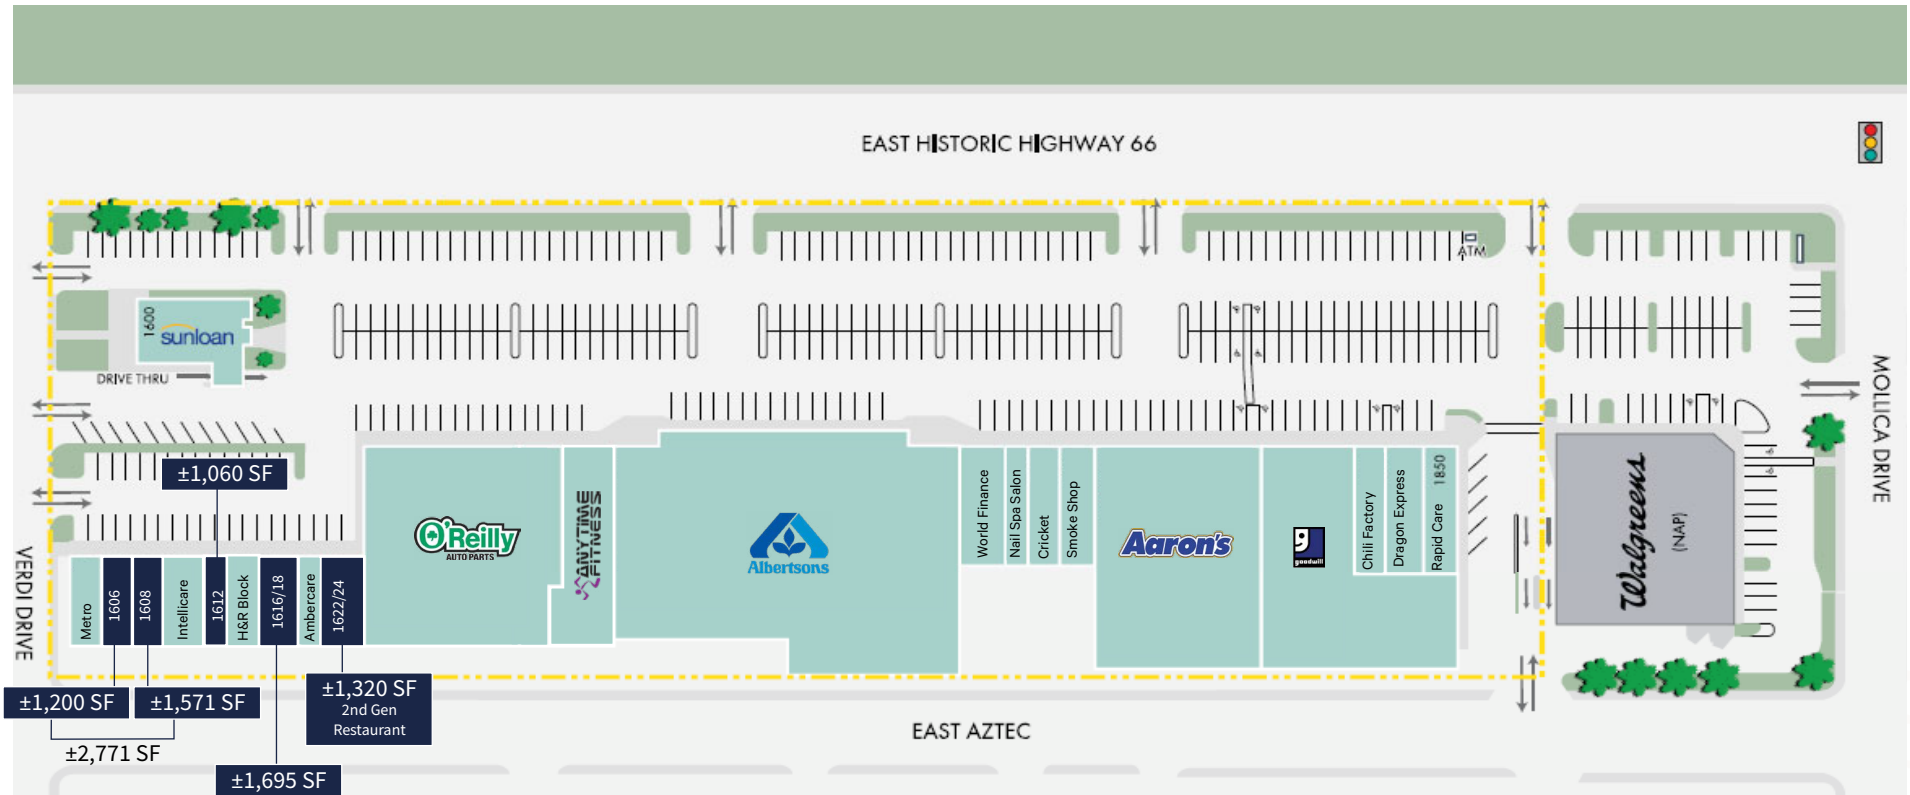 EAST HISTORIC HIGHWAY 66
ATM
1600
sunloan
DRIVE THRU
MOLLICA DRIVE
VERDI DRIVE
±1,060 SF
Metro
1606
1608
Intellicare
1612
H&R Block
1616/18
Ambercare
1622/24
O'Reilly
AUTO PARTS
ANYTIME
FITNESS
Albertsons
World Finance
Nail Spa Salon
Cricket
Smoke Shop
Aaron's
goodwill
Chili Factory
Dragon Express
Rapid Care 1850
Walgreens
(NAP)
±1,200 SF
±1,571 SF
±2,771 SF
±1,695 SF
±1,320 SF
2nd Gen
Restaurant
EAST AZTEC